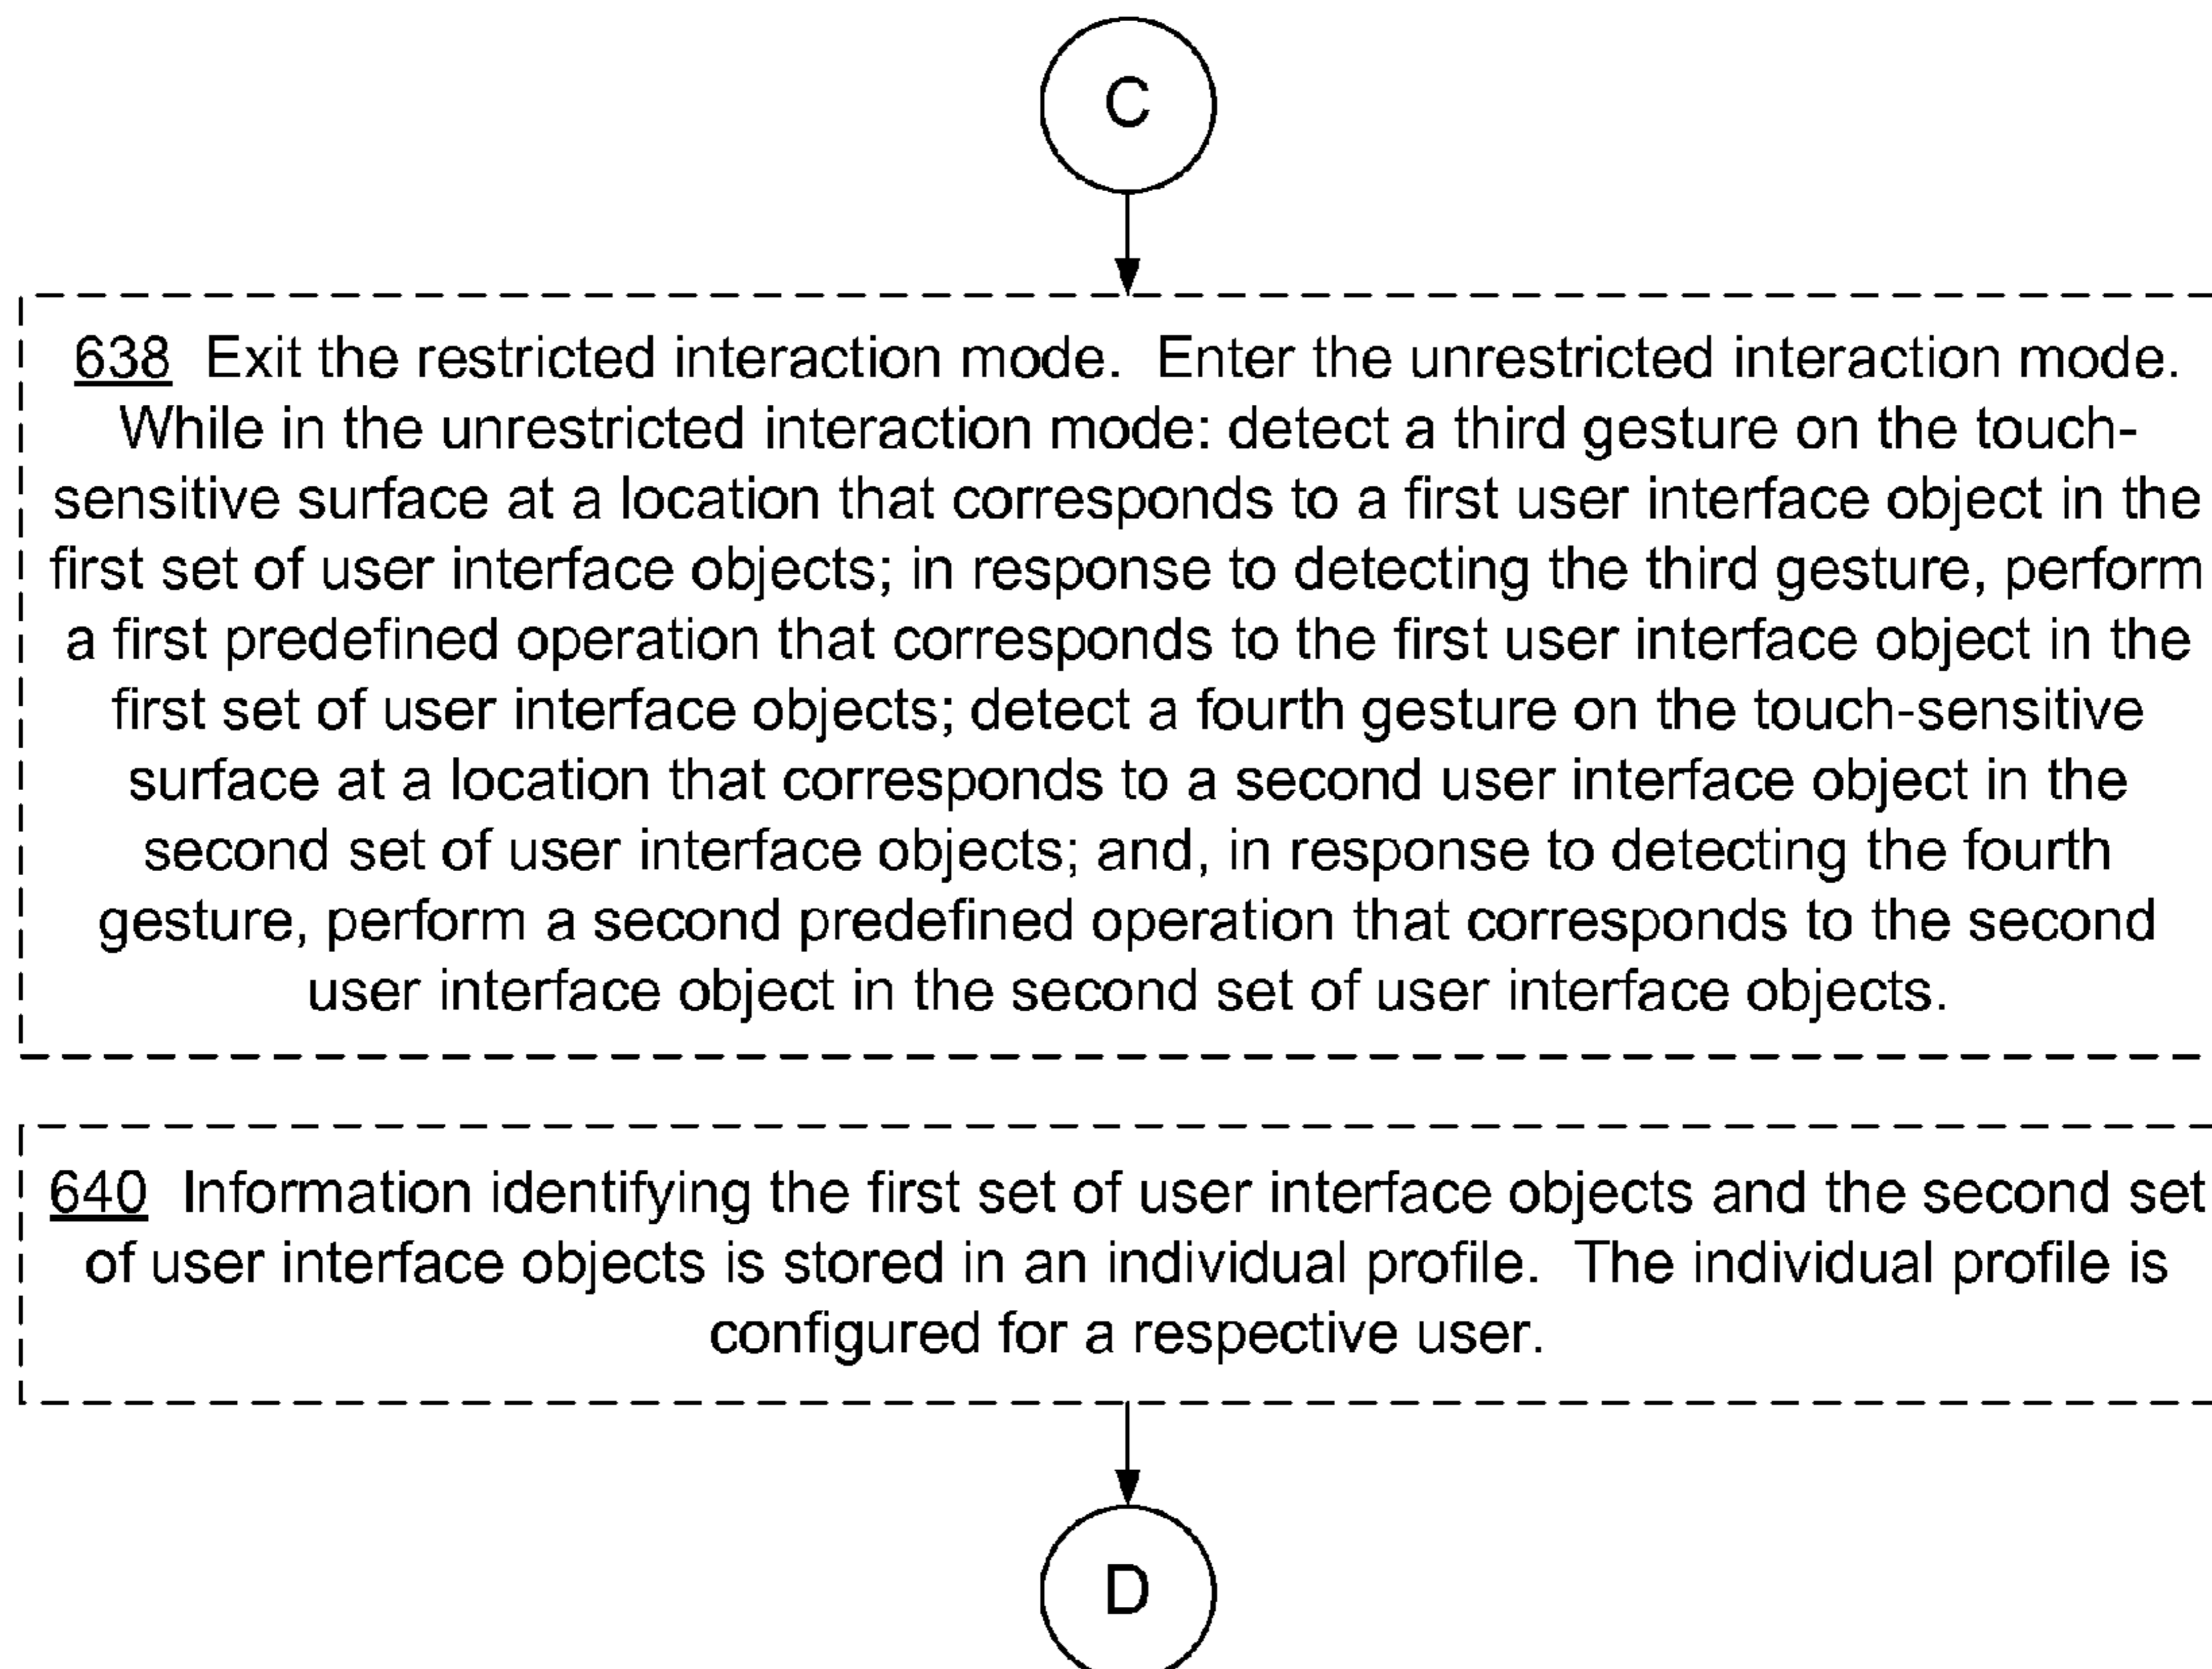 C
638 Exit the restricted interaction mode. Enter the unrestricted interaction mode.
While in the unrestricted interaction mode: detect a third gesture on the touch-
sensitive surface at a location that corresponds to a first user interface object in the
first set of user interface objects; in response to detecting the third gesture, perform
a first predefined operation that corresponds to the first user interface object in the
first set of user interface objects; detect a fourth gesture on the touch-sensitive
surface at a location that corresponds to a second user interface object in the
second set of user interface objects; and, in response to detecting the fourth
gesture, perform a second predefined operation that corresponds to the second
user interface object in the second set of user interface objects.
640 Information identifying the first set of user interface objects and the second set
of user interface objects is stored in an individual profile. The individual profile is
configured for a respective user.
D